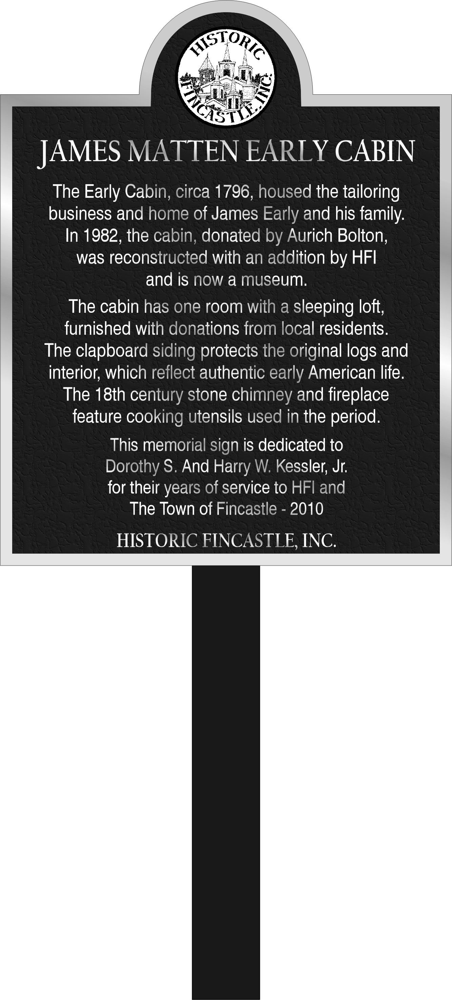 HISTORIC
FINCASTLE, INC.
JAMES MATTEN EARLY CABIN
The Early Cabin, circa 1796, housed the tailoring
business and home of James Early and his family.
In 1982, the cabin, donated by Aurich Bolton,
was reconstructed with an addition by HFI
and is now a museum.
The cabin has one room with a sleeping loft,
furnished with donations from local residents.
The clapboard siding protects the original logs and
interior, which reflect authentic early American life.
The 18th century stone chimney and fireplace
feature cooking utensils used in the period.
This memorial sign is dedicated to
Dorothy S. And Harry W. Kessler, Jr.
for their years of service to HFI and
The Town of Fincastle - 2010
HISTORIC FINCASTLE, INC.